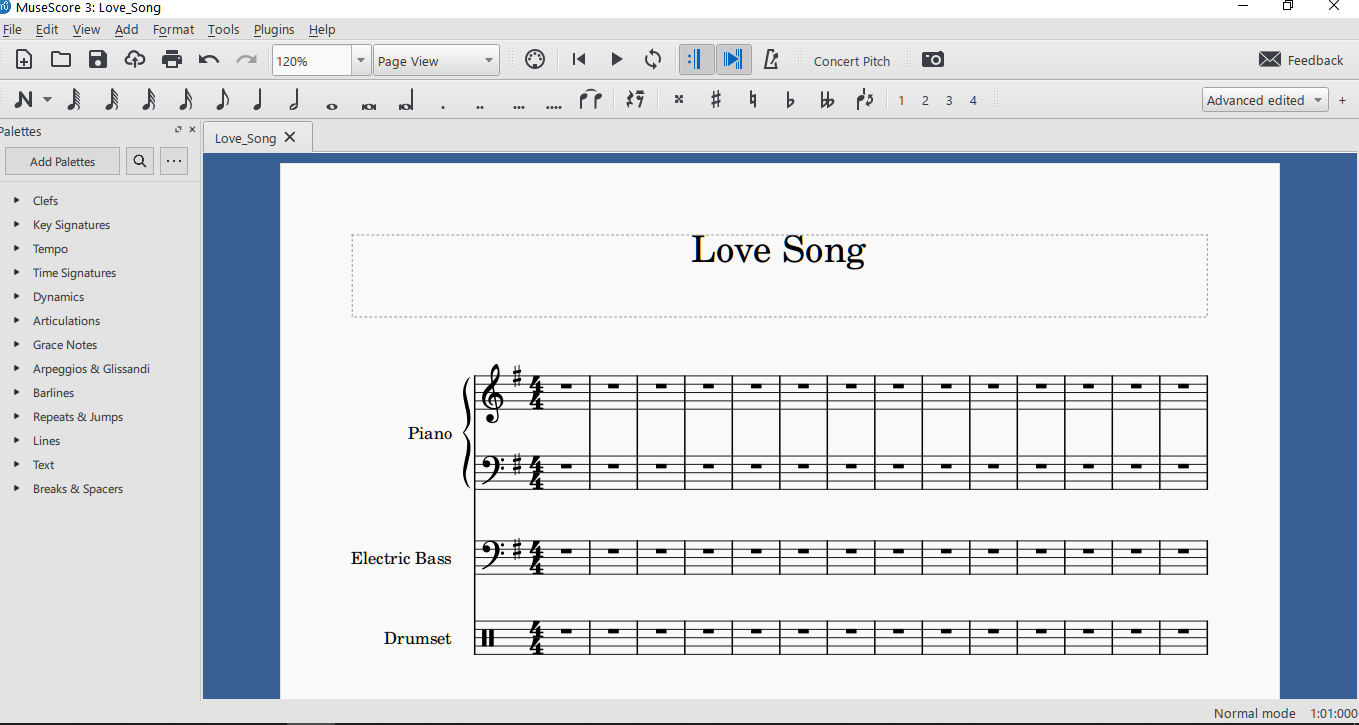 MuseScore 3: Love_Song
File Edit View Add Format Tools Plugins Help
120% Page View Concert Pitch Feedback
1 2 3 4 Advanced edited +
Palettes
Love_Song
Add Palettes
Clefs
Key Signatures
Tempo
Time Signatures
Dynamics
Articulations
Grace Notes
Arpeggios & Glissandi
Barlines
Repeats & Jumps
Lines
Text
Breaks & Spacers
Love Song
Piano
Electric Bass
Drumset
Normal mode 1:01:000